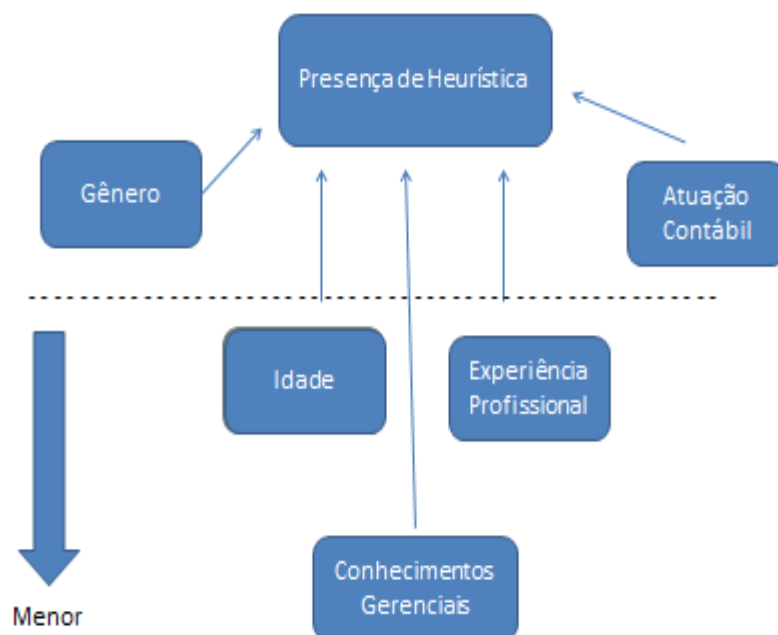 Presença de Heurística
Gênero
Atuação
Contábil
Idade
Experiência
Profissional
Conhecimentos
Gerenciais
Menor